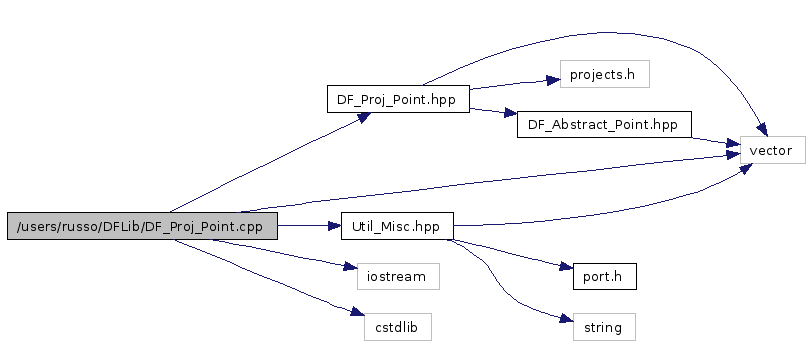 projects.h
DF_Proj_Point.hpp
DF_Abstract_Point.hpp
vector
/users/russo/DFLib/DF_Proj_Point.cpp
Util_Misc.hpp
iostream
port.h
cstdlib
string